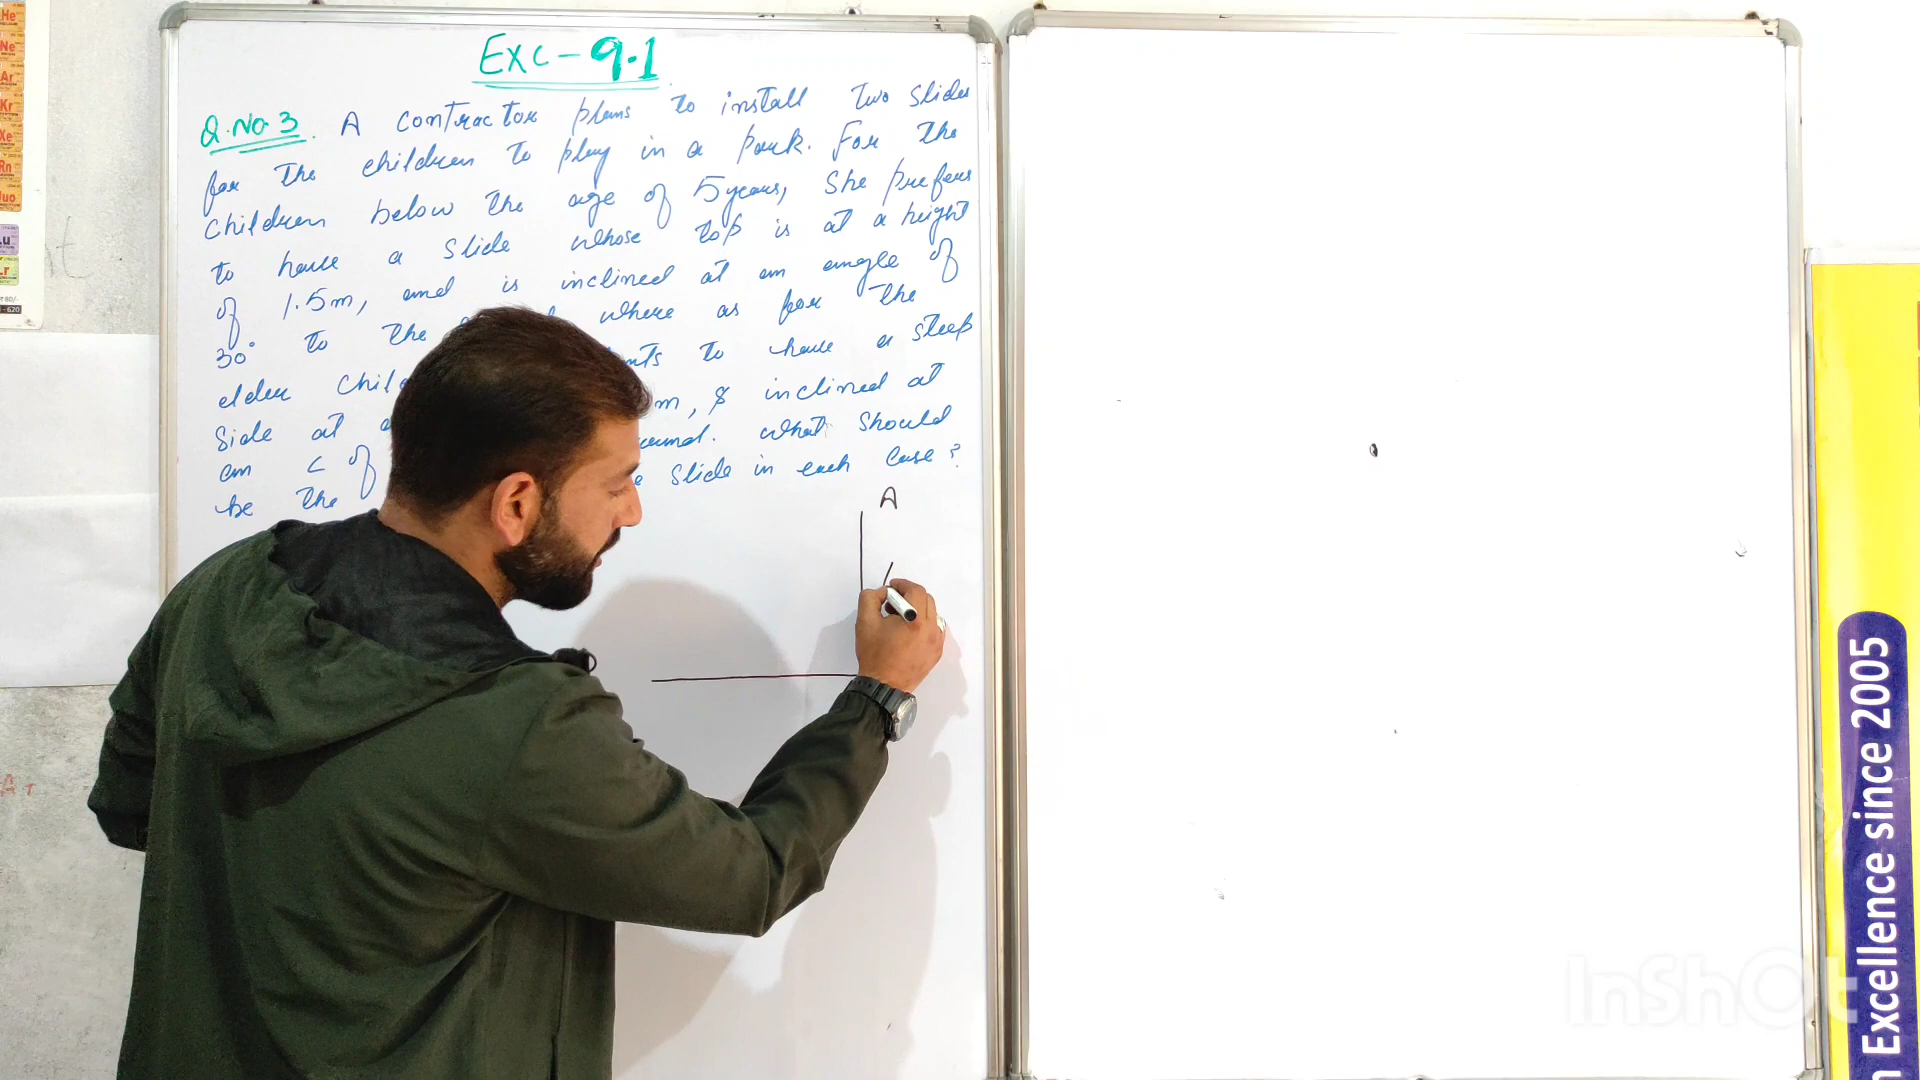 Exc - 9.1
Q.No 3. A contractor plans to install two slides
for the children to play in a park. For the
children below the age of 5 years, She prefers
to have a slide whose top is at a height
of 1.5m, and is inclined at an angle of
30° to the where as for the
elder to have a steep
Side at m, & inclined at
an < of what should
be the slide in each case?
A
He
Ne
Ar
Kr
Xe
Rn
Lu
Lr
Excellence since 2005
InShOt